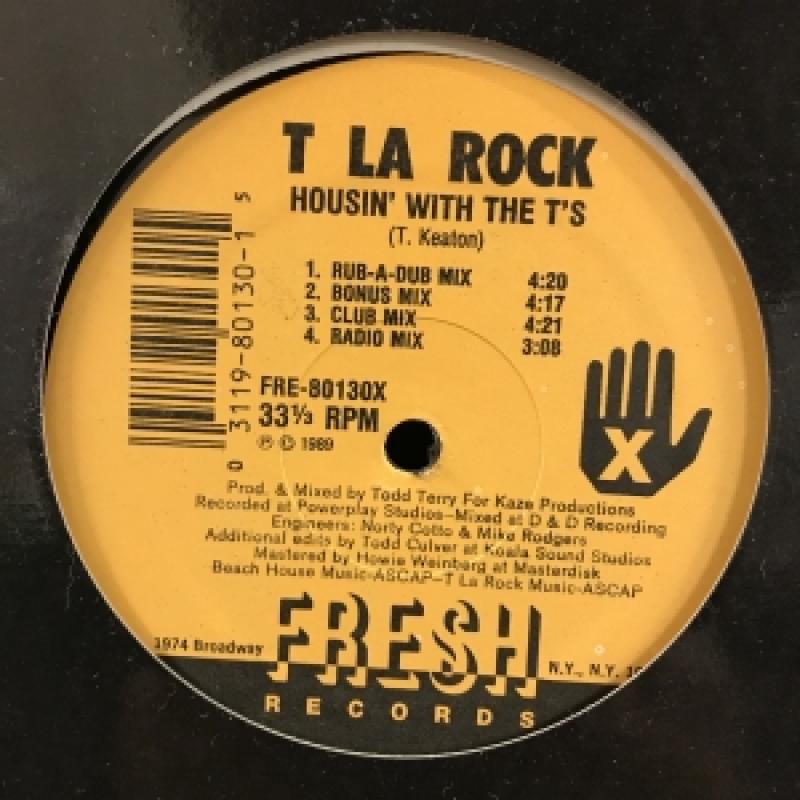 T LA ROCK
HOUSIN' WITH THE T'S
(T. Keaton)
1. RUB-A-DUB MIX 4:20
2. BONUS MIX 4:17
3. CLUB MIX 4:21
4. RADIO MIX 3:08
0 3119-80130-1 5
FRE-80130X
33⅓ RPM
℗ © 1989
X
Prod. & Mixed by Todd Terry For Kaze Productions
Recorded at Powerplay Studios—Mixed at D & D Recording
Engineers: Norty Cotto & Mike Rodgers
Additional edits by Todd Culver at Koala Sound Studios
Mastered by Howie Weinberg at Masterdisk
Beach House Music-ASCAP—T La Rock Music-ASCAP
FRESH
1974 Broadway N.Y., N.Y.
RECORDS